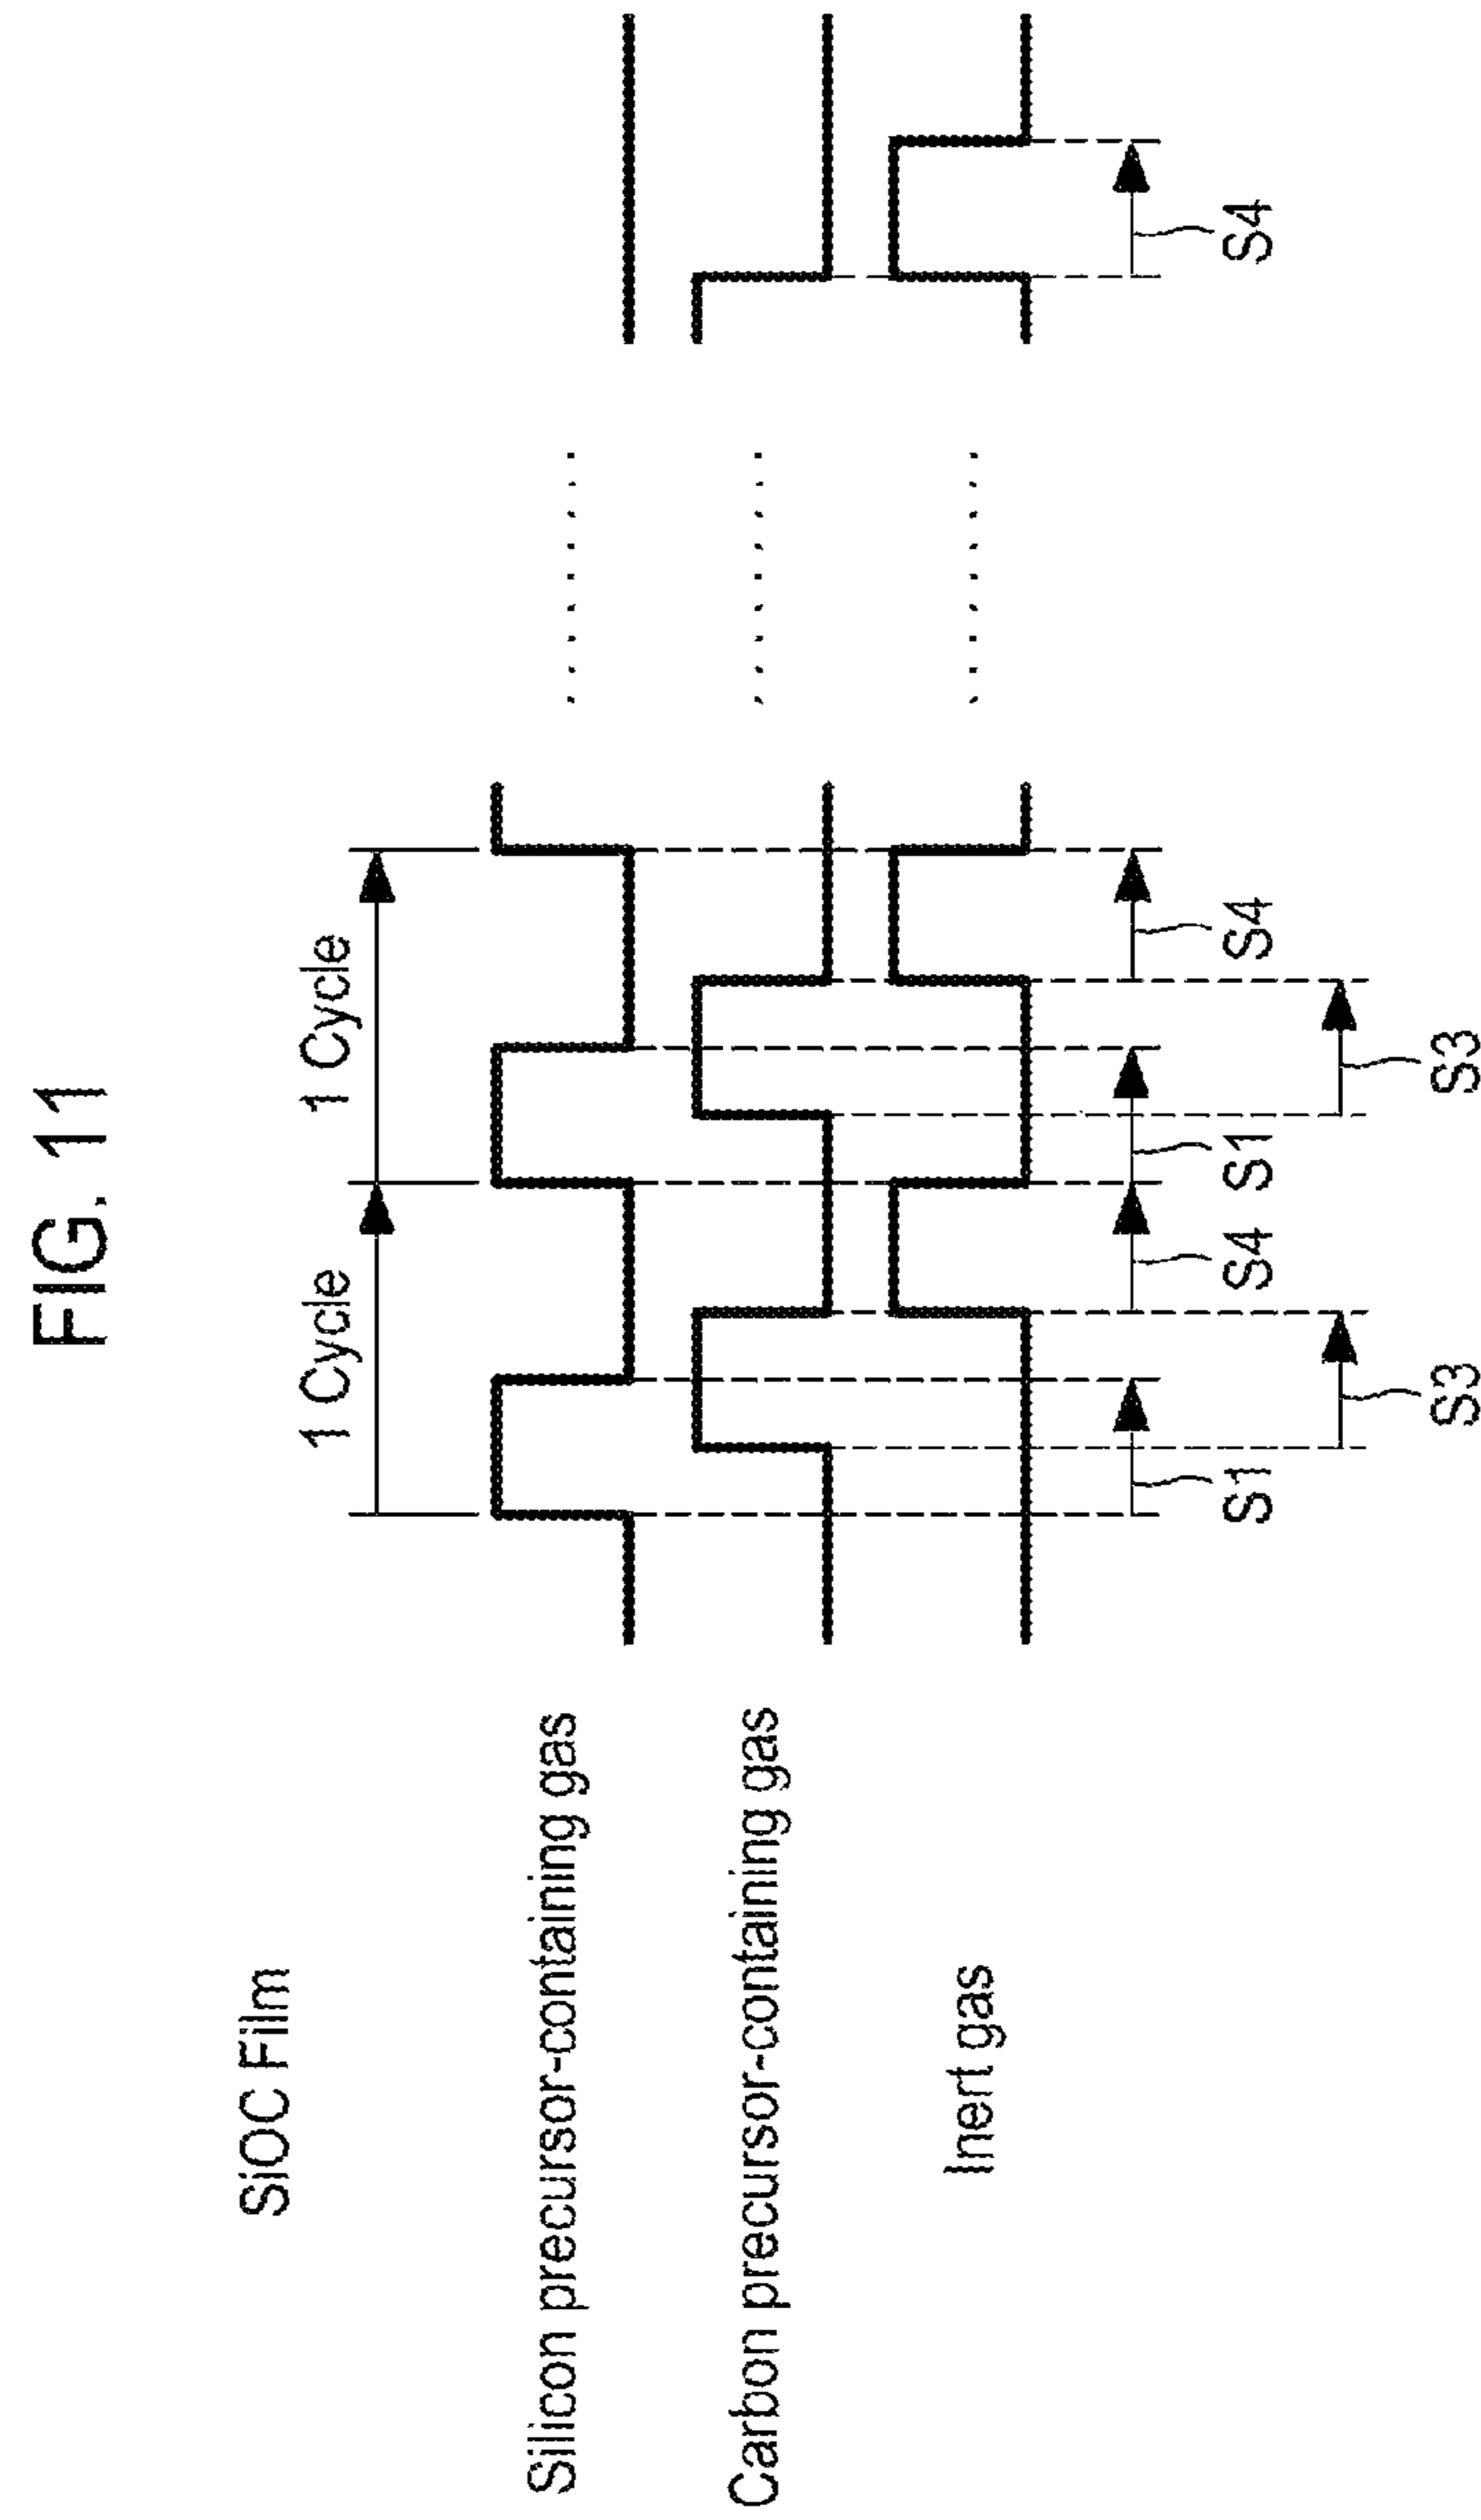 FIG. 11
SiOC Film
1 Cycle
1 Cycle
Silicon precursor-containing gas
Carbon precursor-containing gas
Inert gas
S1
S4
S1
S4
S4
S3
S3